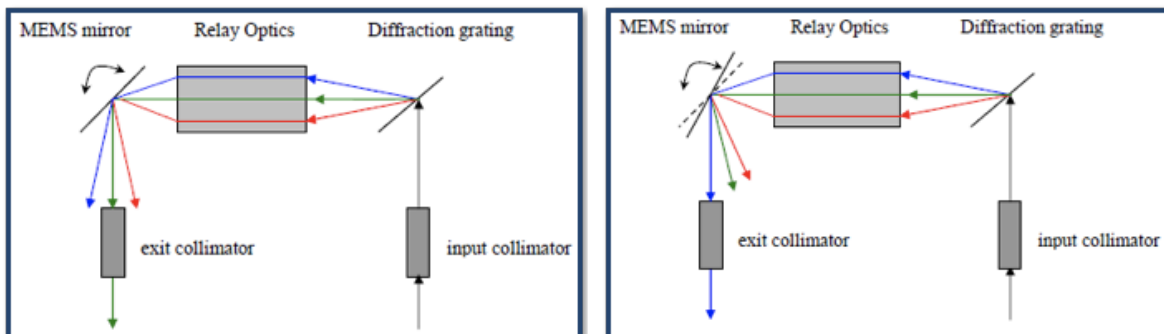 MEMS mirror Relay Optics Diffraction grating
exit collimator input collimator
MEMS mirror Relay Optics Diffraction grating
exit collimator input collimator